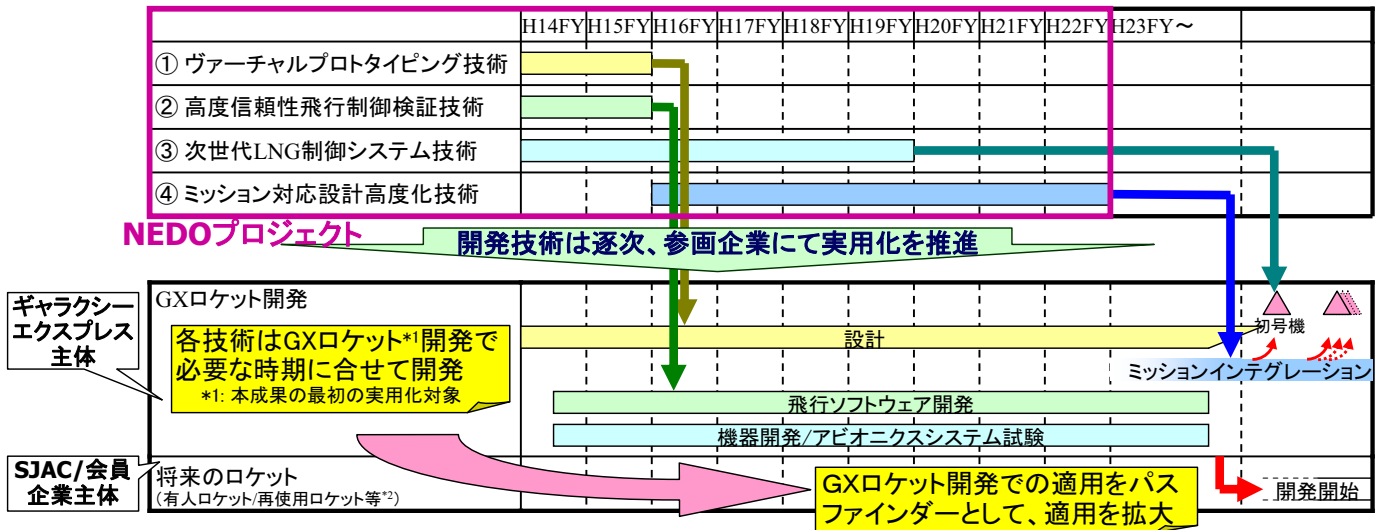 H14FY H15FY H16FY H17FY H18FY H19FY H20FY H21FY H22FY H23FY～
① ヴァーチャルプロトタイピング技術
② 高度信頼性飛行制御検証技術
③ 次世代LNG制御システム技術
④ ミッション対応設計高度化技術
NEDOプロジェクト
開発技術は逐次、参画企業にて実用化を推進
ギャラクシー
エクスプレス
主体
GXロケット開発
各技術はGXロケット*1開発で
必要な時期に合せて開発
*1: 本成果の最初の実用化対象
初号機
設計
ミッションインテグレーション
飛行ソフトウェア開発
機器開発/アビオニクスシステム試験
SJAC/会員
企業主体
将来のロケット
(有人ロケット/再使用ロケット等*2)
GXロケット開発での適用をパス
ファインダーとして、適用を拡大
開発開始